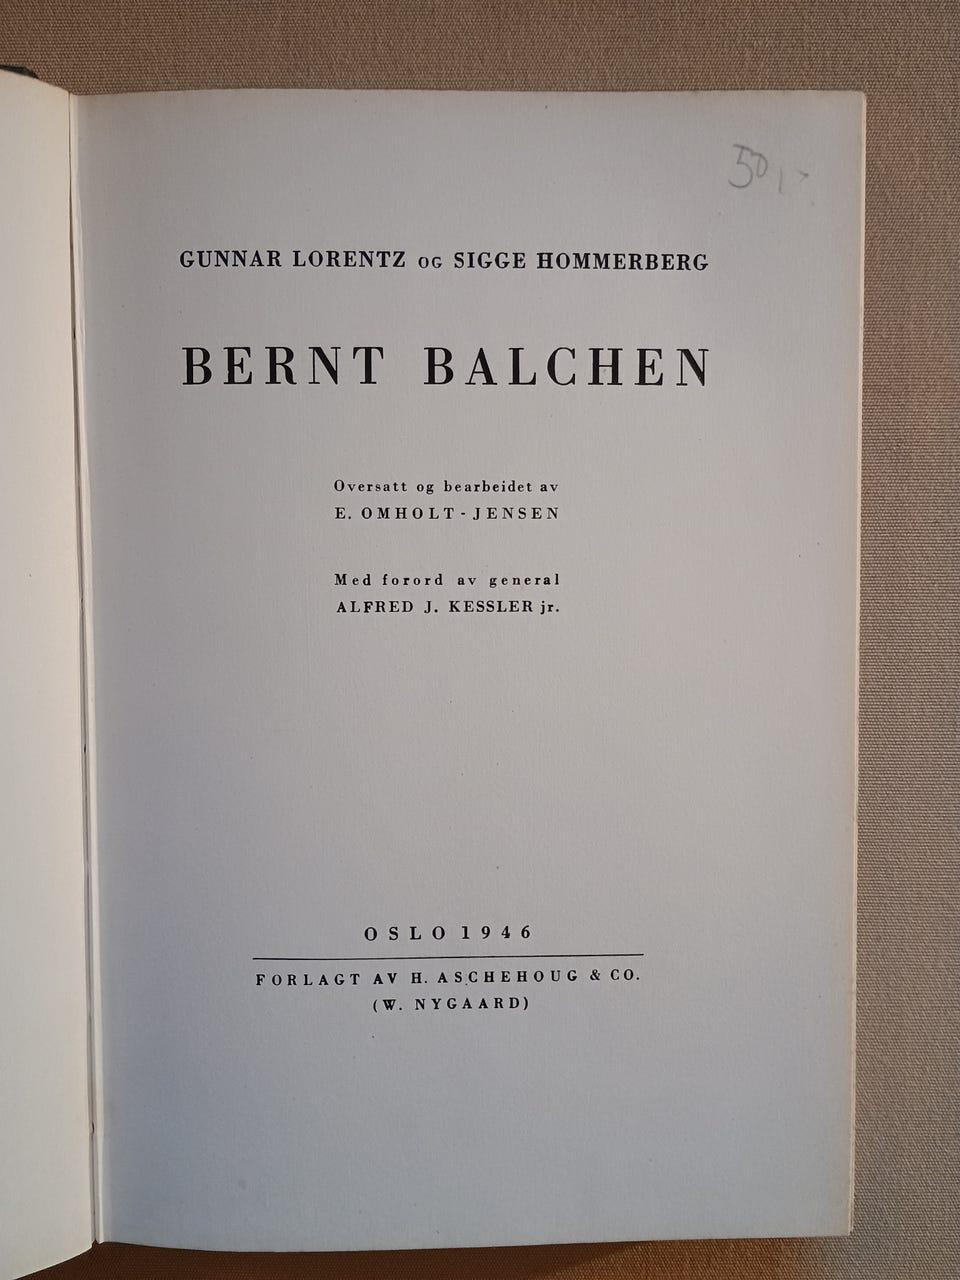 50,-
GUNNAR LORENTZ OG SIGGE HOMMERBERG
BERNT BALCHEN
Oversatt og bearbeidet av
E. OMHOLT-JENSEN
Med forord av general
ALFRED J. KESSLER jr.
OSLO 1946
FORLAGT AV H. ASCHEHOUG & CO.
(W. NYGAARD)